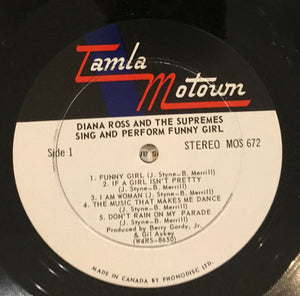 Tamla
Motown
DIANA ROSS AND THE SUPREMES
SING AND PERFORM FUNNY GIRL
Side 1
STEREO MOS 672
1. FUNNY GIRL (J. Styne-B. Merrill)
2. IF A GIRL ISN'T PRETTY
(J. Styne-B. Merrill)
3. I AM WOMAN (J. Styne-B. Merrill)
4. THE MUSIC THAT MAKES ME DANCE
(J. Styne-B. Merrill)
5. DON'T RAIN ON MY PARADE
(J. Styne-B. Merrill)
Produced by Berry Gordy, Jr.
& Gil Askey
(W4RS-8650)
MADE IN CANADA BY PHONODISC LTD.